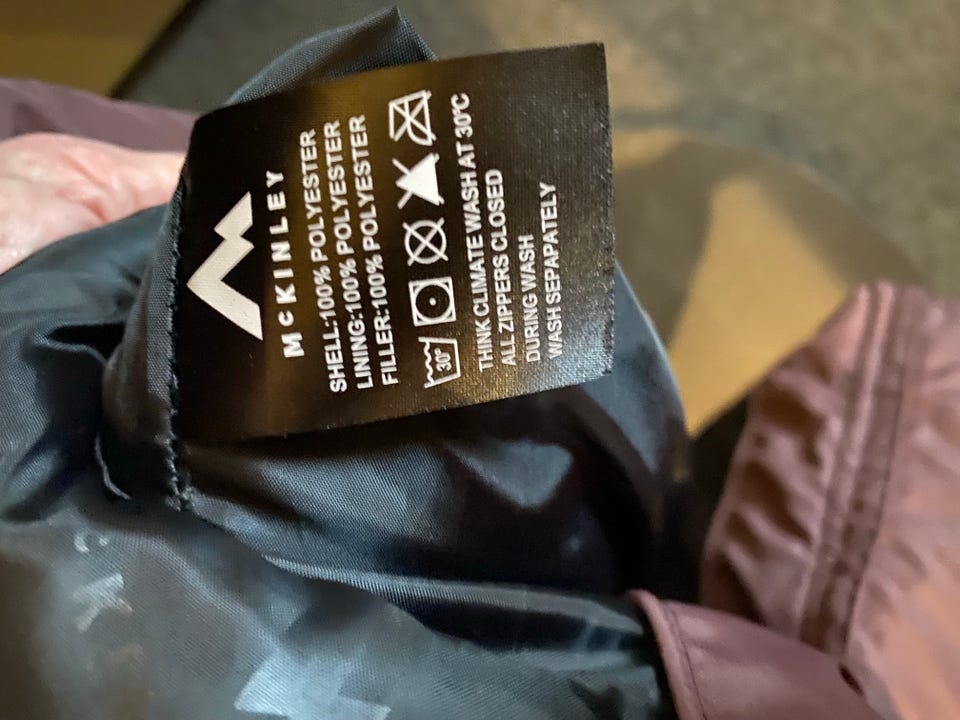 McKINLEY
SHELL:100% POLYESTER
LINING:100% POLYESTER
FILLER:100% POLYESTER
30°
THINK CLIMATE WASH AT 30°C
ALL ZIPPERS CLOSED
DURING WASH
WASH SEPAPATELY